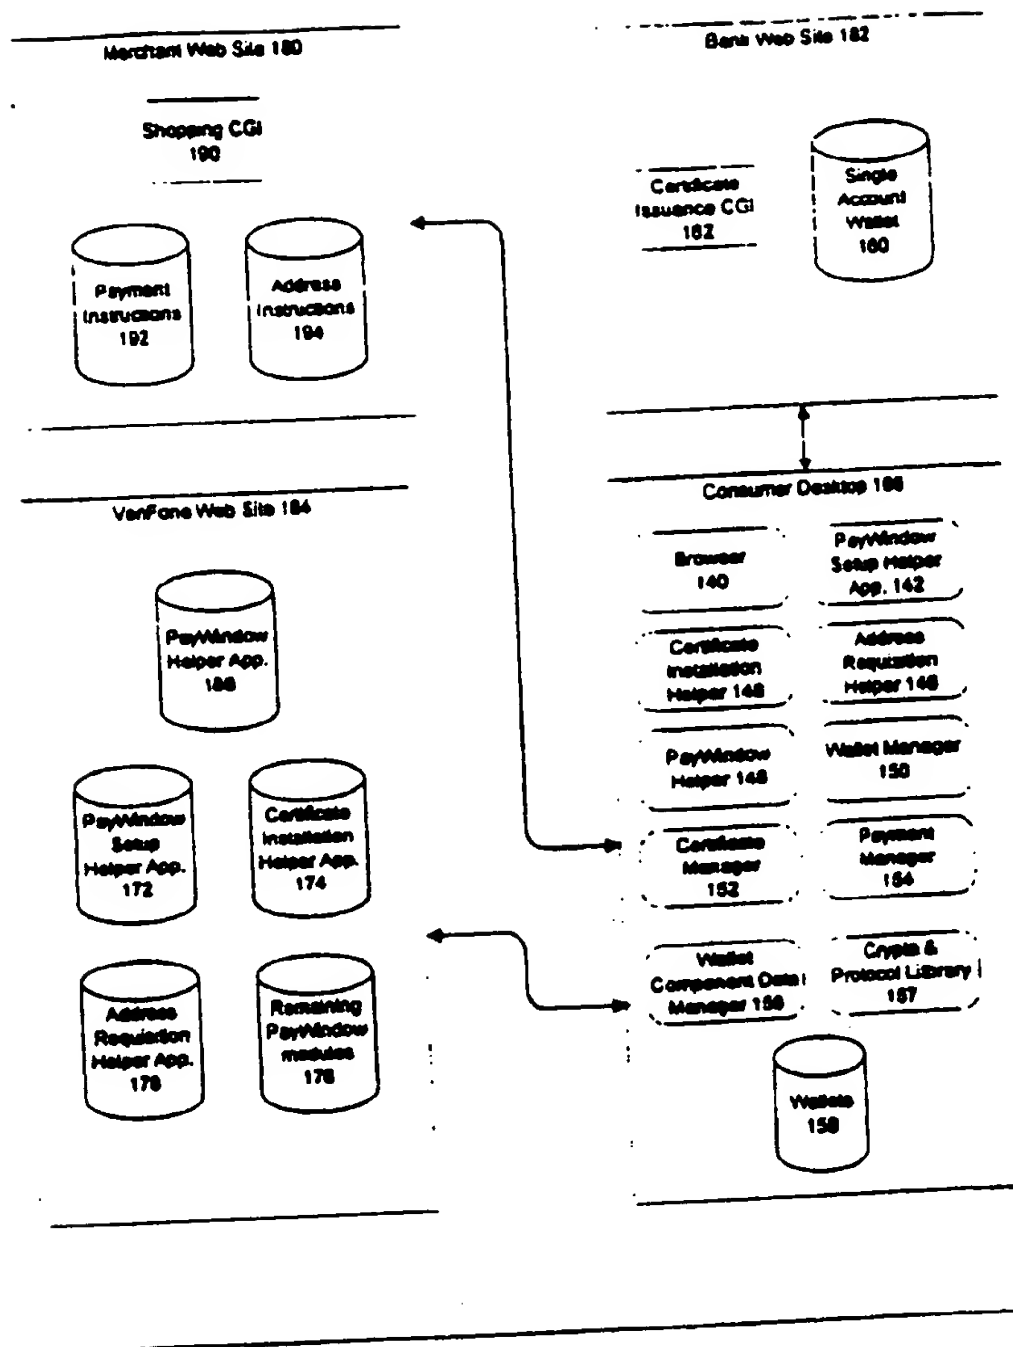 Merchant Web Site 180
Shopping CGI
190
Payment
Instructions
192
Address
Instructions
194
Bank Web Site 182
Certificate
Issuance CGI
162
Single
Account
Wallet
160
VeriFone Web Site 184
PayWindow
Helper App.
188
PayWindow
Setup
Helper App.
172
Certificate
Installation
Helper App.
174
Address
Requisition
Helper App.
176
Remaining
PayWindow
modules
178
Consumer Desktop 186
Browser
140
PayWindow
Setup Helper
App. 142
Certificate
Installation
Helper
Address
Requisition
Helper 146
PayWindow
Helper 148
Wallet Manager
150
Certificate
Manager
152
Payment
Manager
154
Wallet
Component Data
Manager 156
Crypto &
Protocol Library
157
Wallets
158